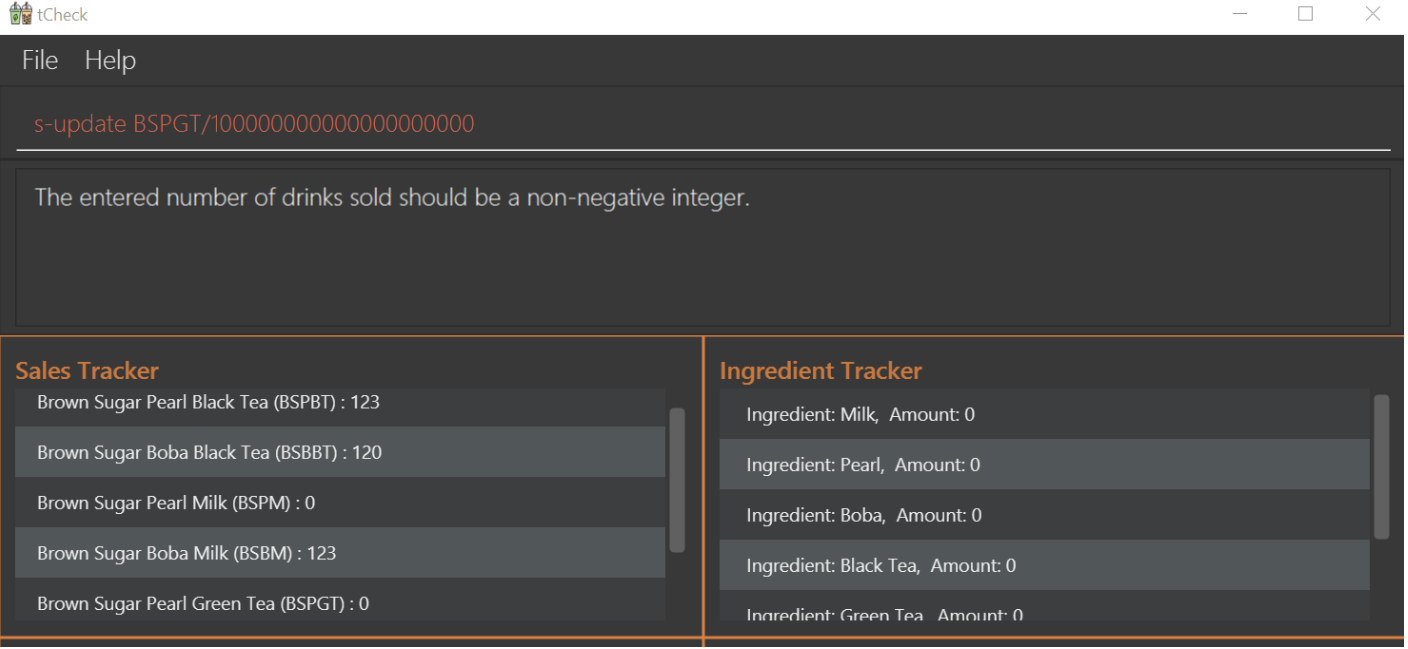 tCheck
File Help
s-update BSPGT/100000000000000000000
The entered number of drinks sold should be a non-negative integer.
Sales Tracker
Brown Sugar Pearl Black Tea (BSPBT) : 123
Brown Sugar Boba Black Tea (BSBBT) : 120
Brown Sugar Pearl Milk (BSPM) : 0
Brown Sugar Boba Milk (BSBM) : 123
Brown Sugar Pearl Green Tea (BSPGT) : 0
Ingredient Tracker
Ingredient: Milk,  Amount: 0
Ingredient: Pearl,  Amount: 0
Ingredient: Boba,  Amount: 0
Ingredient: Black Tea,  Amount: 0
Ingredient: Green Tea,  Amount: 0